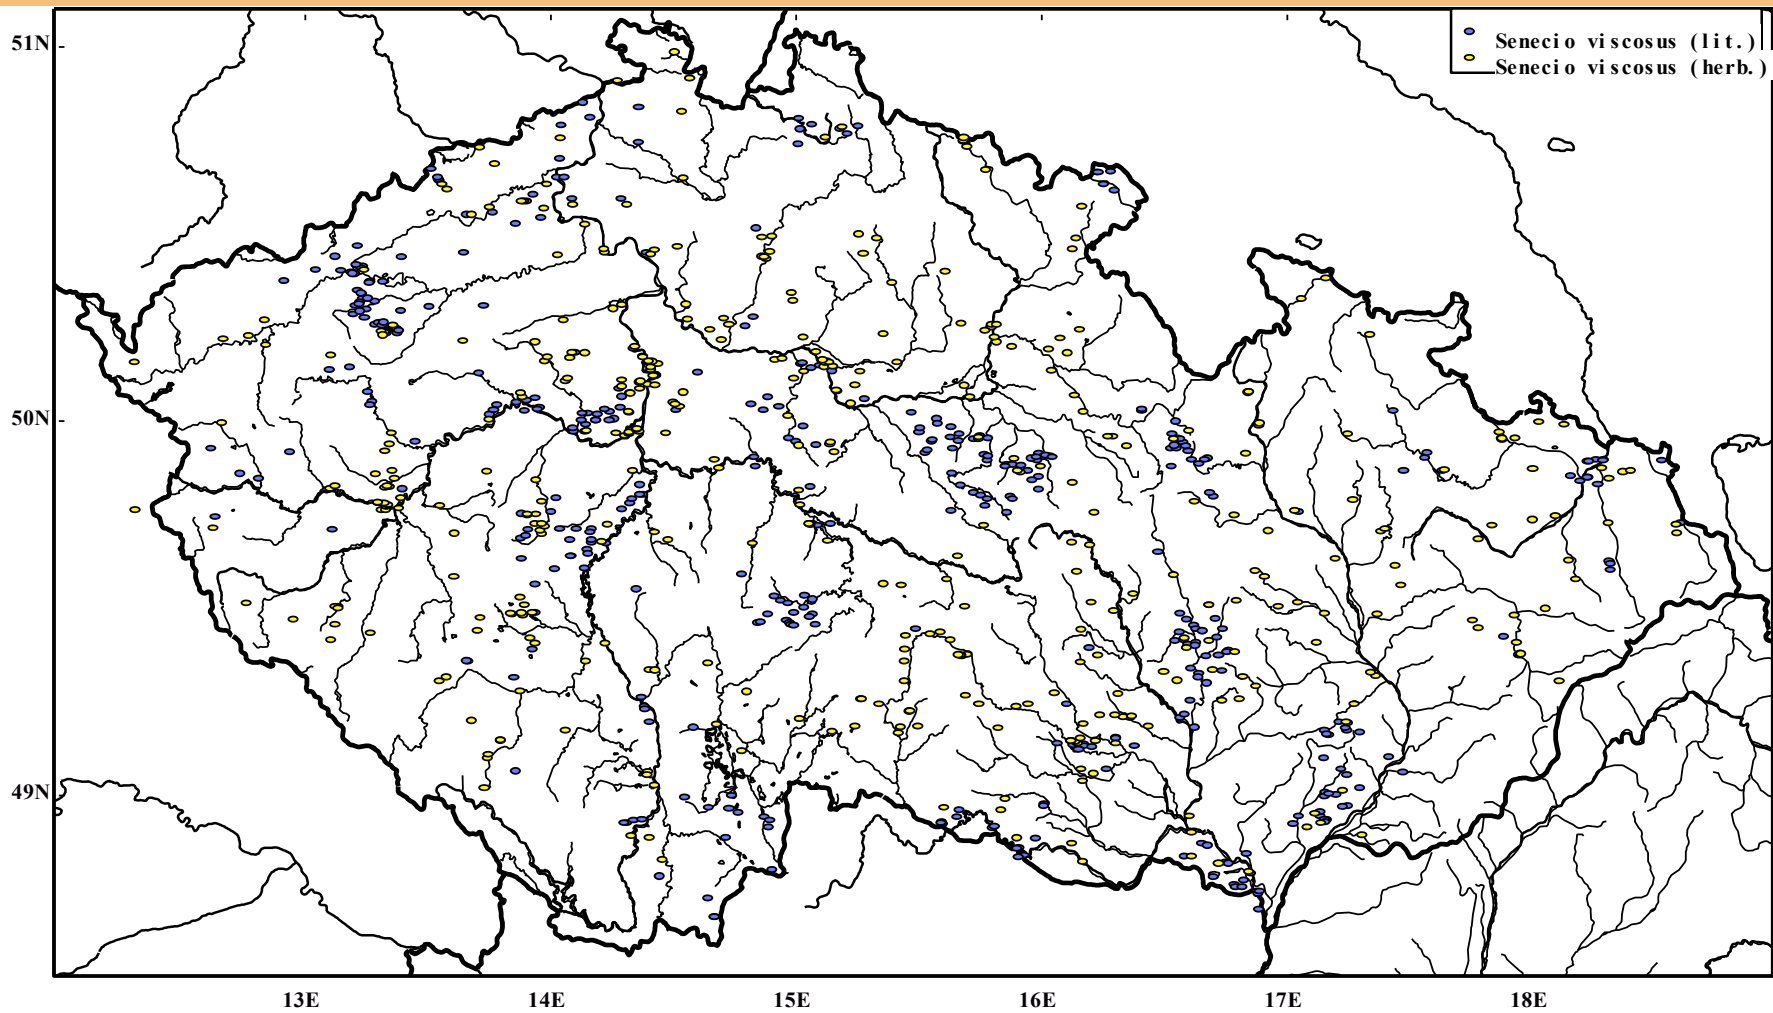 51N
Senecio viscosus (lit.)
Senecio viscosus (herb.)
50N
49N
13E 14E 15E 16E 17E 18E